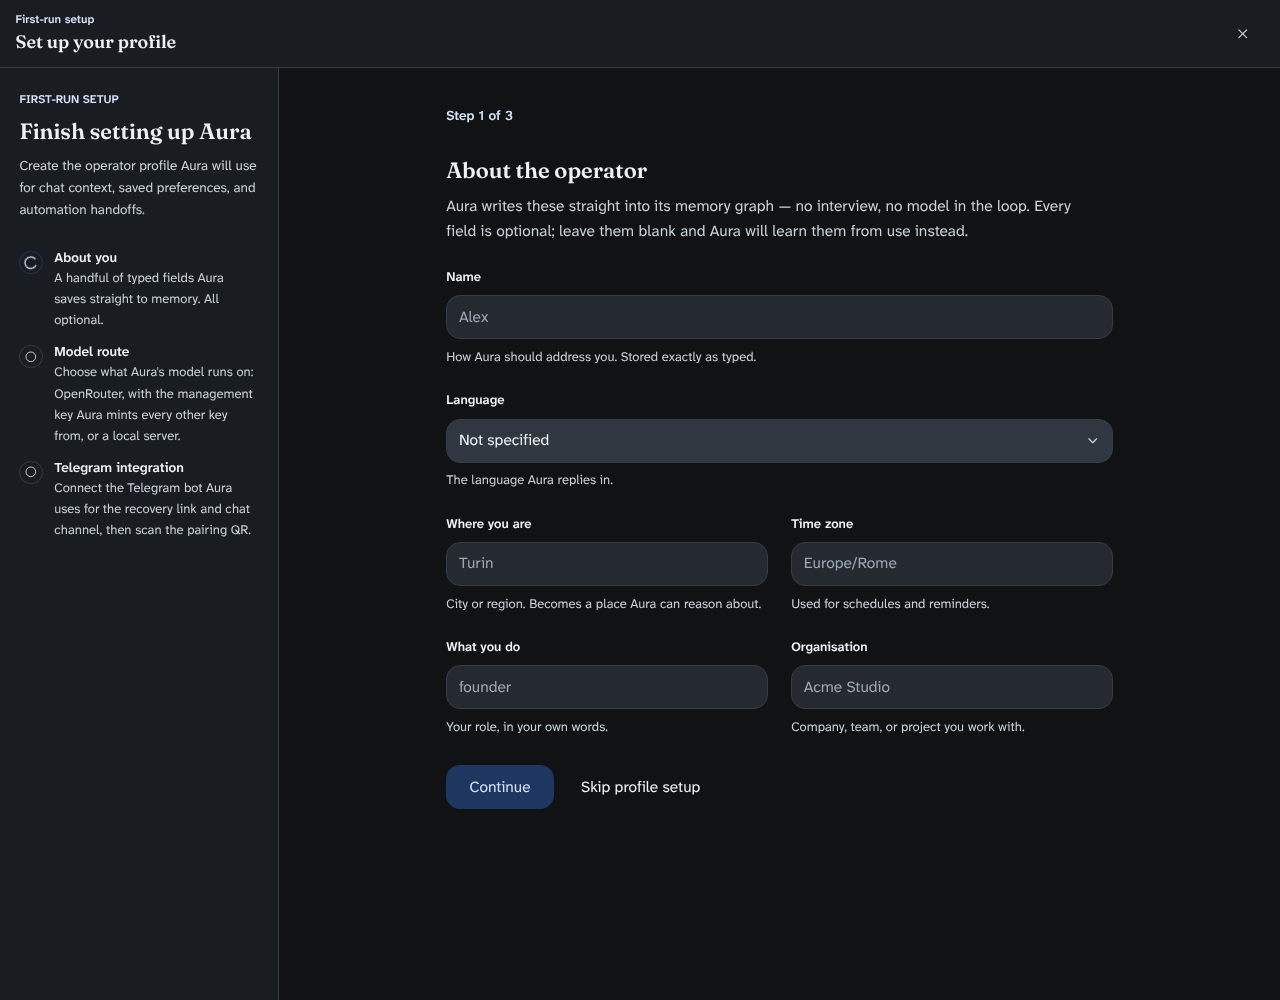 First-run setup
Set up your profile
FIRST-RUN SETUP
Finish setting up Aura
Create the operator profile Aura will use
for chat context, saved preferences, and
automation handoffs.
About you
A handful of typed fields Aura
saves straight to memory. All
optional.
Model route
Choose what Aura's model runs on:
OpenRouter, with the management
key Aura mints every other key
from, or a local server.
Telegram integration
Connect the Telegram bot Aura
uses for the recovery link and chat
channel, then scan the pairing QR.
Step 1 of 3
About the operator
Aura writes these straight into its memory graph — no interview, no model in the loop. Every
field is optional; leave them blank and Aura will learn them from use instead.
Name
Alex
How Aura should address you. Stored exactly as typed.
Language
Not specified
The language Aura replies in.
Where you are
Time zone
Turin
Europe/Rome
City or region. Becomes a place Aura can reason about.
Used for schedules and reminders.
What you do
Organisation
founder
Acme Studio
Your role, in your own words.
Company, team, or project you work with.
Continue
Skip profile setup